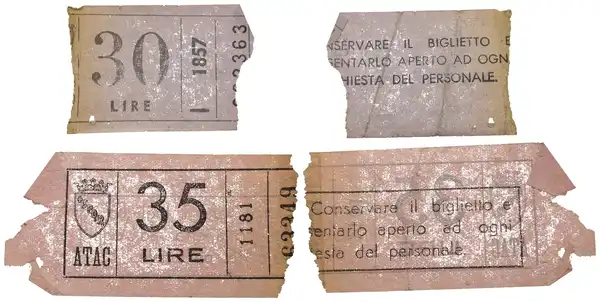 30
LIRE
1857
NSERVARE IL BIGLIETTO E
ENTARLO APERTO AD OGN
HIESTA DEL PERSONALE.
ATAC
35
LIRE
1181
Conservare il biglietto e
entarlo aperto ad ogni
esta del personale.